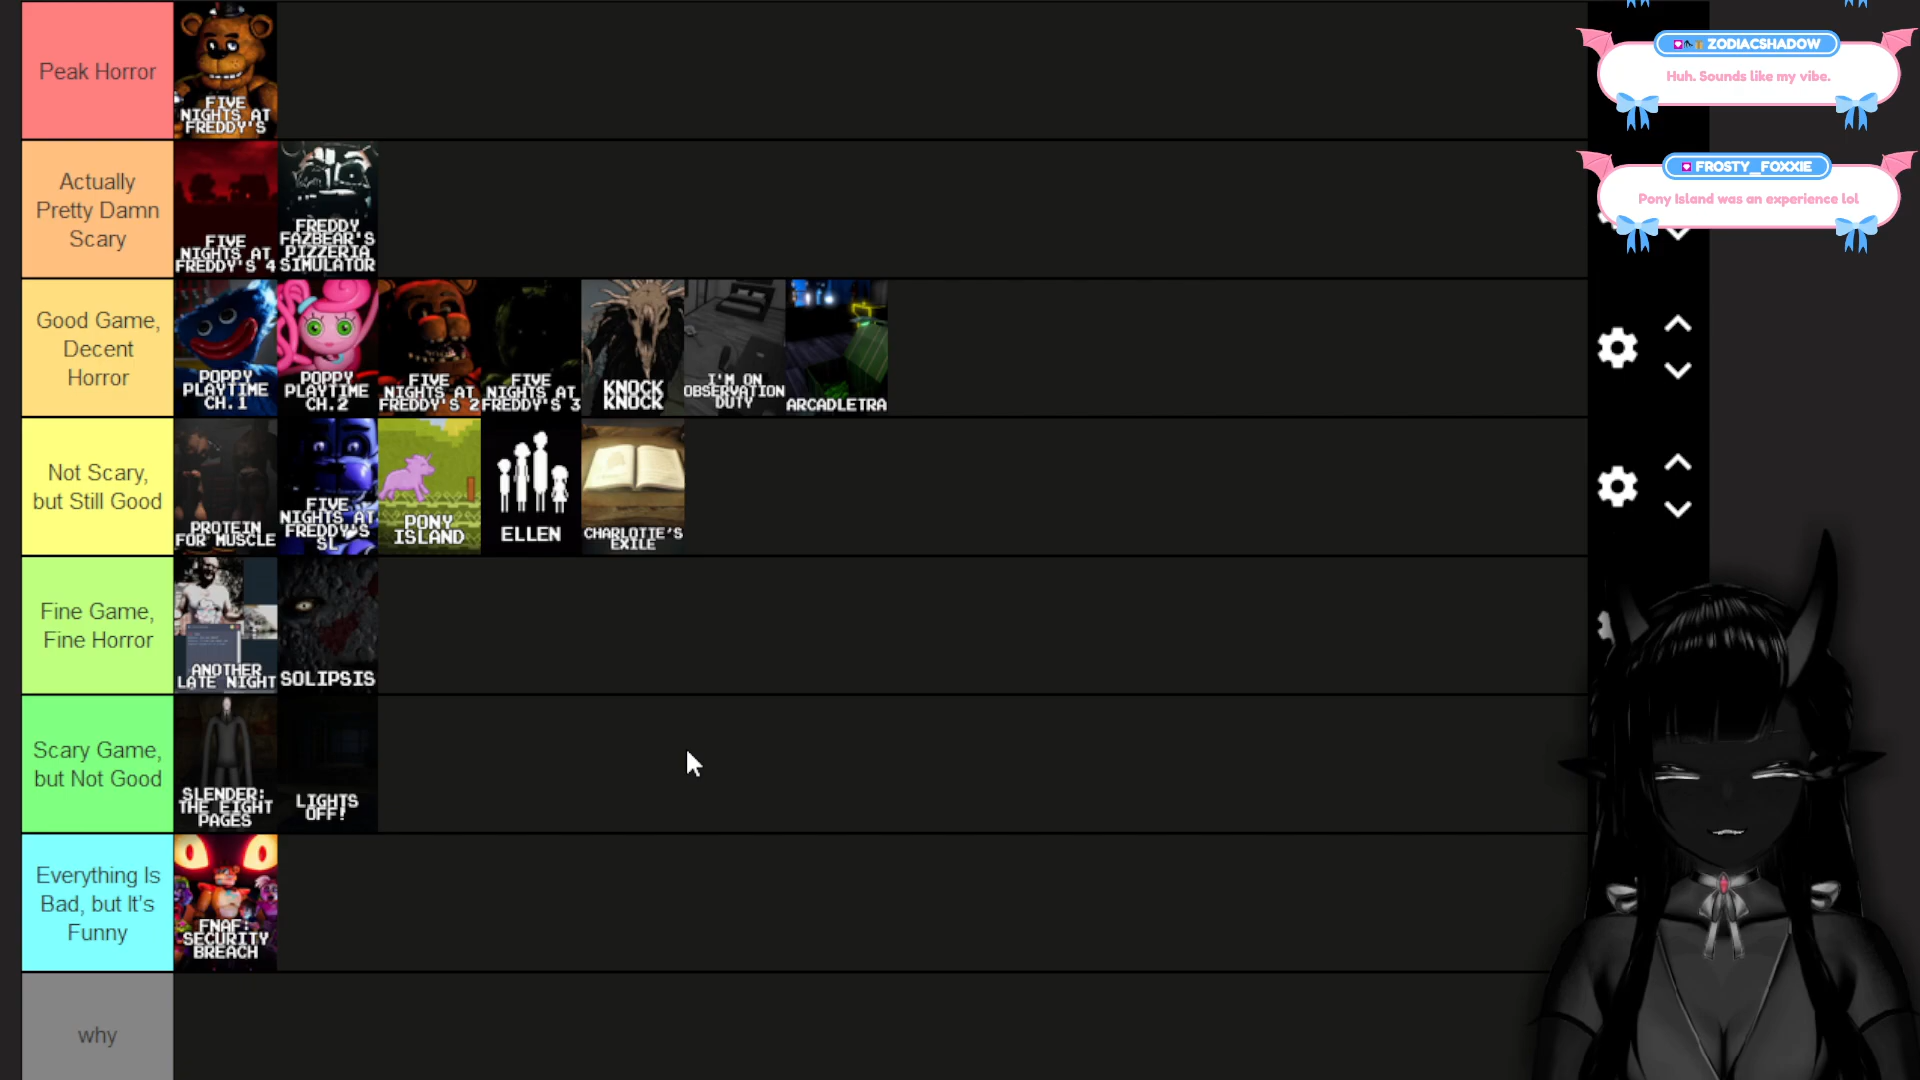 Peak Horror
FIVE
NIGHTS AT
FREDDY'S
Actually
Pretty Damn
Scary
FIVE
NIGHTS AT
FREDDY'S 4
FREDDY
FAZBEAR'S
PIZZERIA
SIMULATOR
Good Game,
Decent
Horror
POPPY
PLAYTIME
CH.1
POPPY
PLAYTIME
CH.2
FIVE
NIGHTS AT
FREDDY'S 2
FIVE
NIGHTS AT
FREDDY'S 3
KNOCK
KNOCK
I'M ON
OBSERVATION
DUTY
ARCADLETRA
Not Scary,
but Still Good
PROTEIN
FOR MUSCLE
FIVE
NIGHTS AT
FREDDY'S
SL
PONY
ISLAND
ELLEN
CHARLOTTE'S
EXILE
Fine Game,
Fine Horror
ANOTHER
LATE NIGHT
SOLIPSIS
Scary Game,
but Not Good
SLENDER:
THE EIGHT
PAGES
LIGHTS
OFF!
Everything Is
Bad, but It's
Funny
FNAF:
SECURITY
BREACH
why
ZODIACSHADOW
Huh. Sounds like my vibe.
FROSTY_FOXXIE
Pony Island was an experience lol